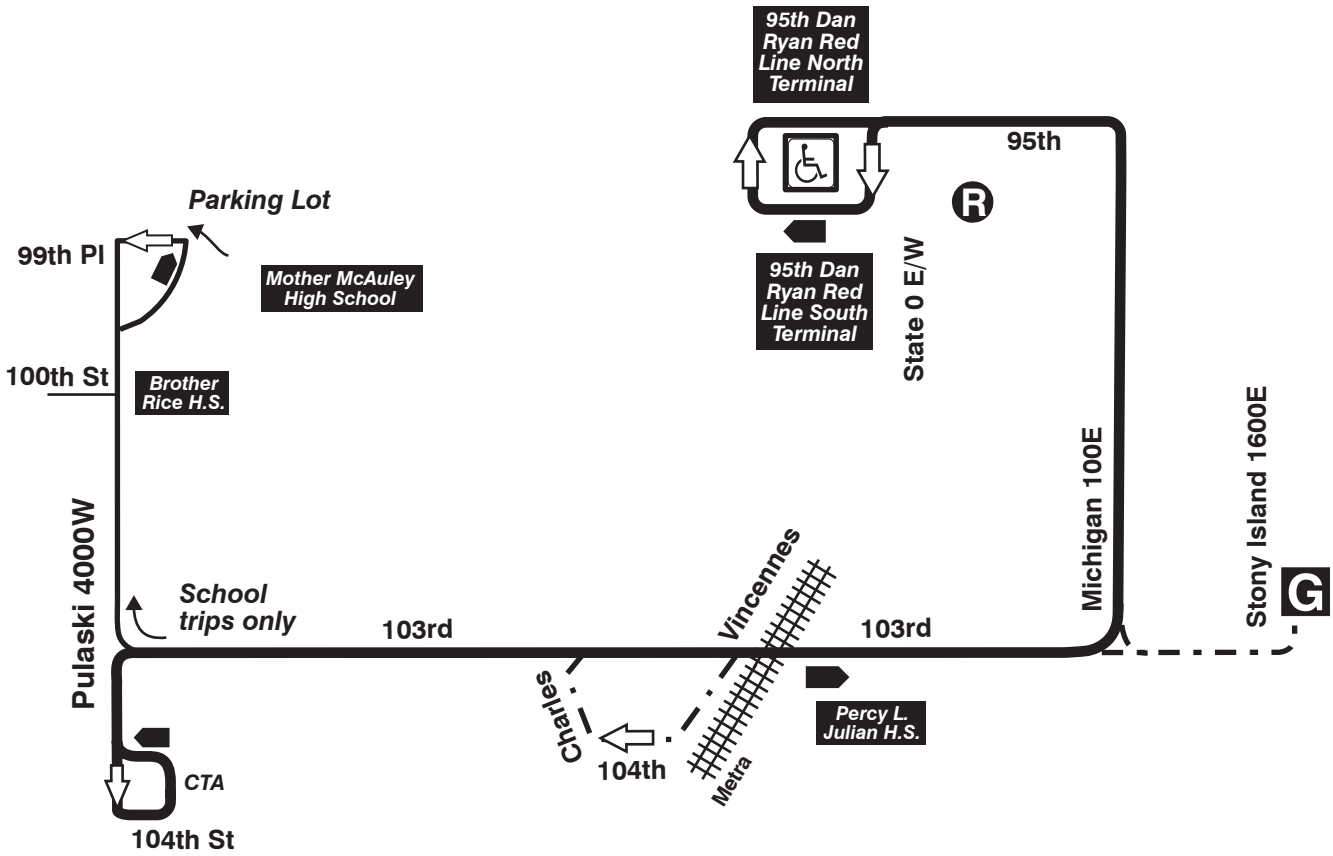 95th Dan
Ryan Red
Line North
Terminal
95th
R
Parking Lot
99th Pl
Mother McAuley
High School
95th Dan
Ryan Red
Line South
Terminal
State 0 E/W
100th St
Brother
Rice H.S.
Pulaski 4000W
School
trips only
103rd
Vincennes
103rd
Michigan 100E
Stony Island 1600E
G
Charles
104th
Metra
Percy L.
Julian H.S.
CTA
104th St